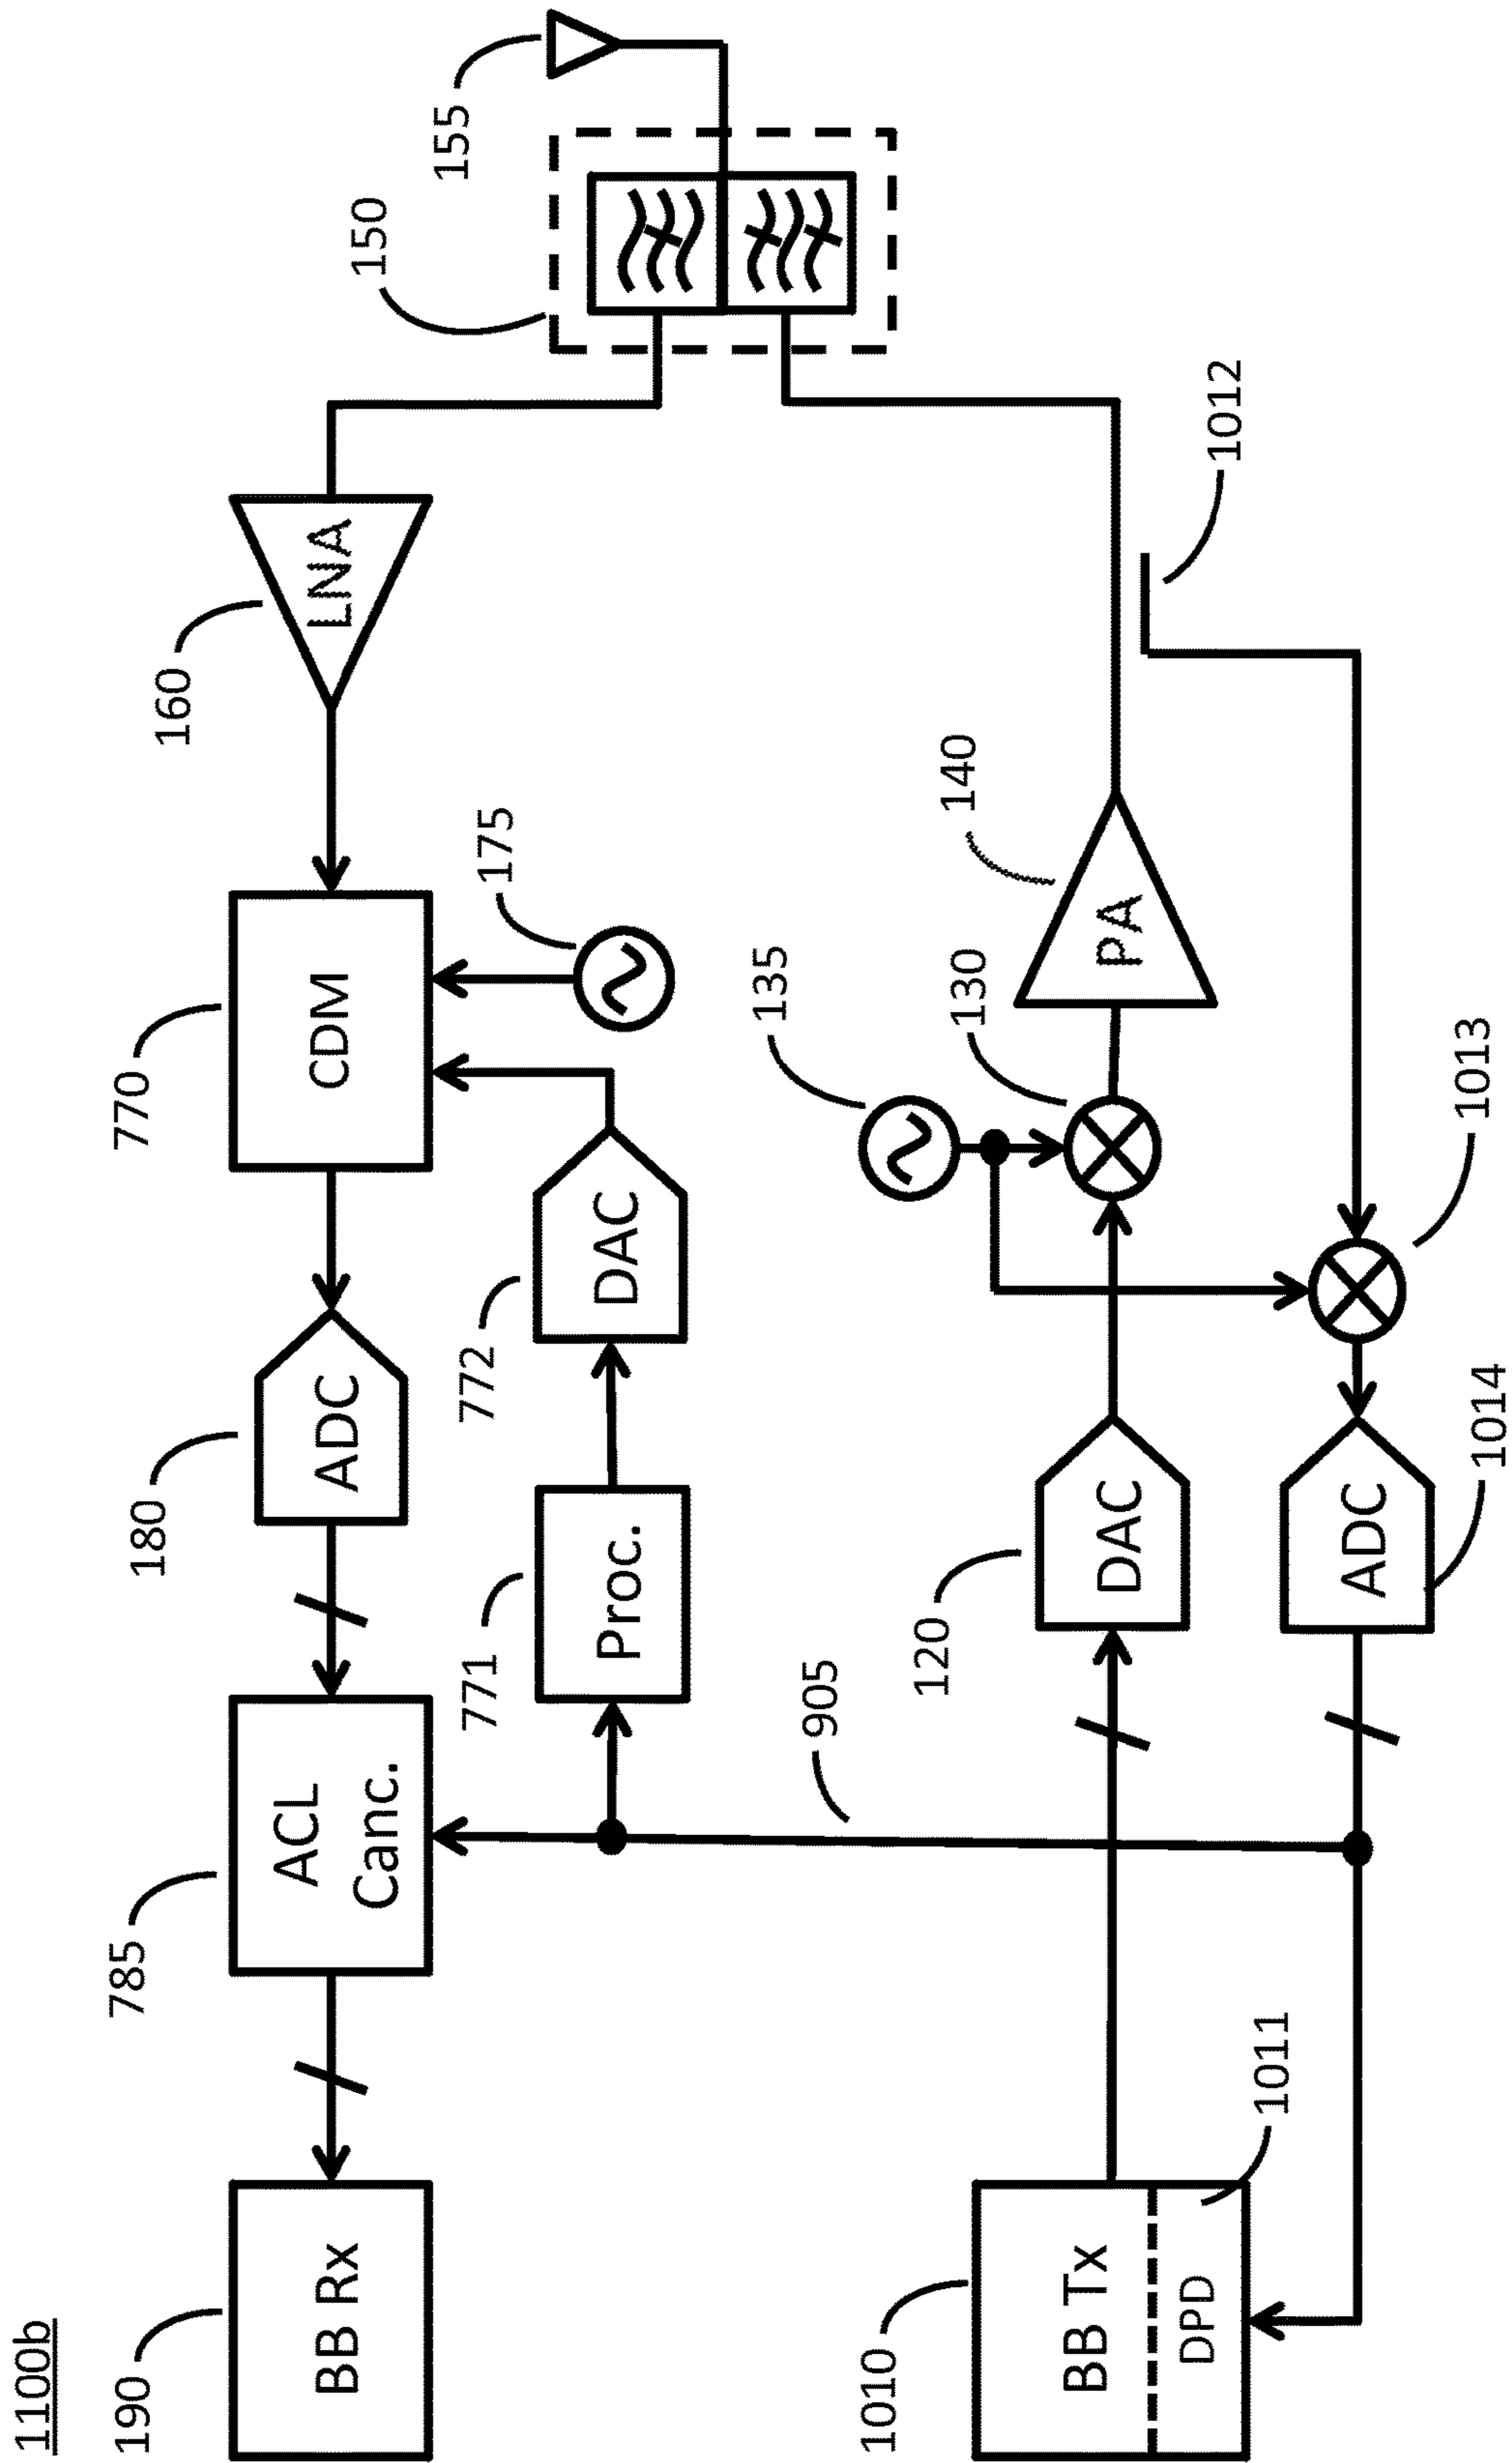 1100b
190
BB Rx
785
ACL
Canc.
180
ADC
770
CDM
160
LNA
155
150
771
Proc.
772
DAC
175
905
135
130
140
PA
1010
BB Tx
DPD
1011
120
DAC
1014
ADC
1013
1012